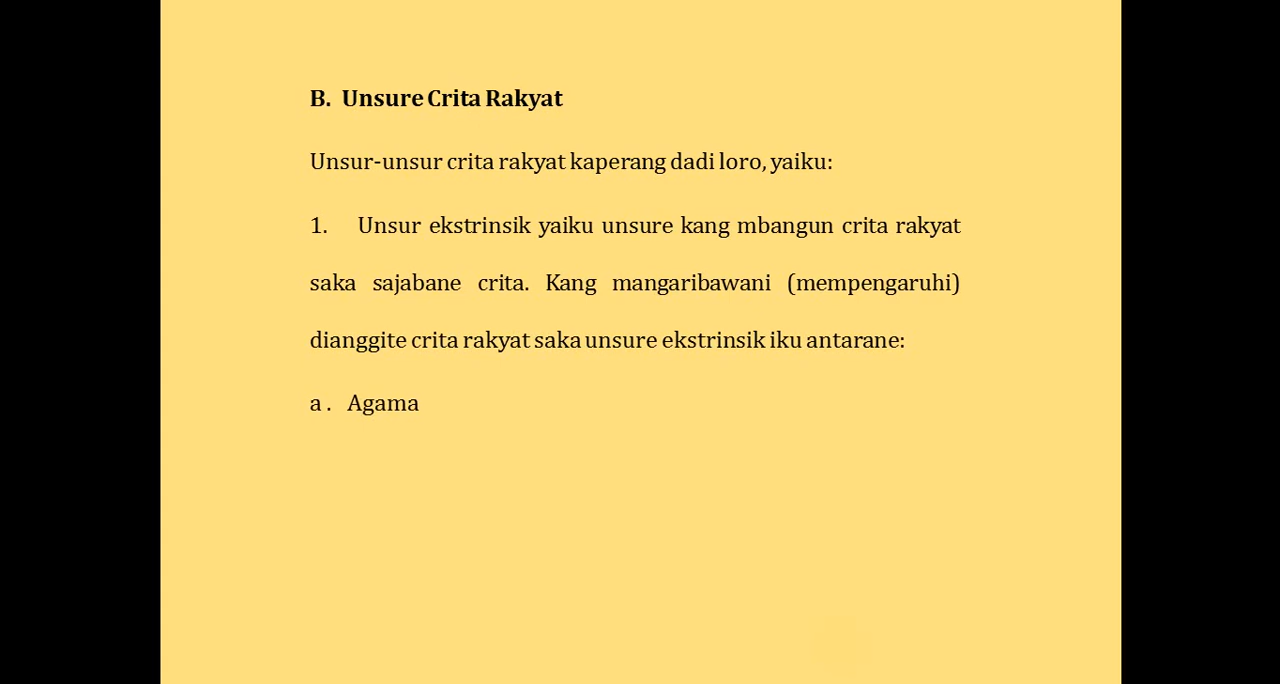 B. Unsure Crita Rakyat
Unsur-unsur crita rakyat kaperang dadi loro, yaiku:
1. Unsur ekstrinsik yaiku unsure kang mbangun crita rakyat
saka sajabane crita. Kang mangaribawani (mempengaruhi)
dianggite crita rakyat saka unsure ekstrinsik iku antarane:
a. Agama